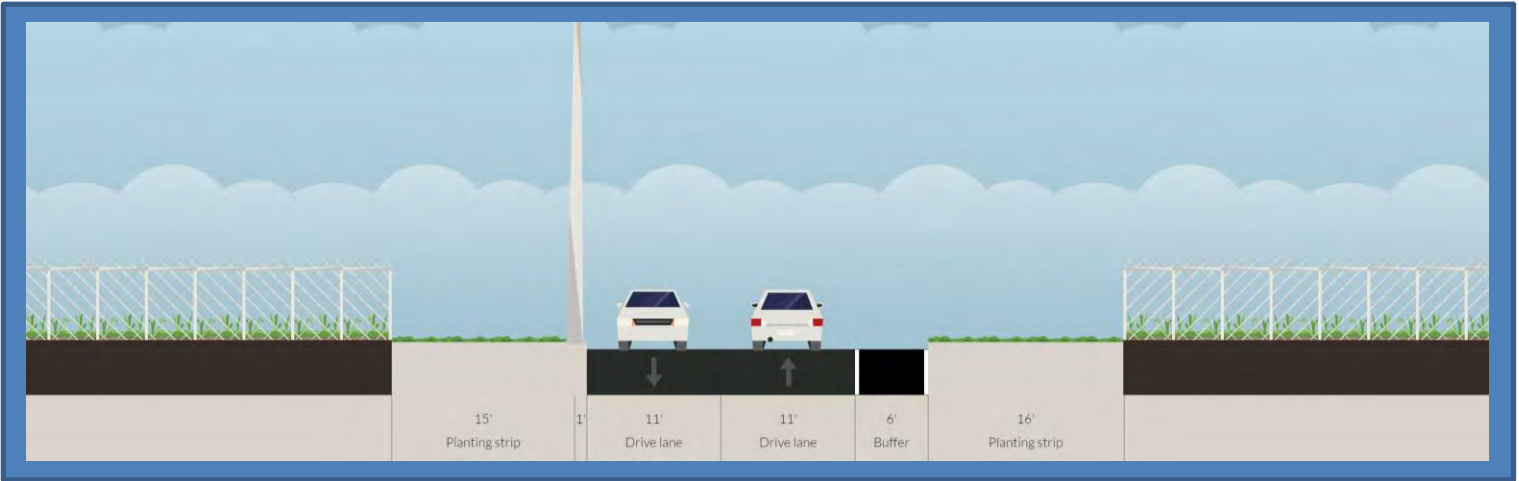 15' 1' 11' 11' 6' 16'
Planting strip Drive lane Drive lane Buffer Planting strip